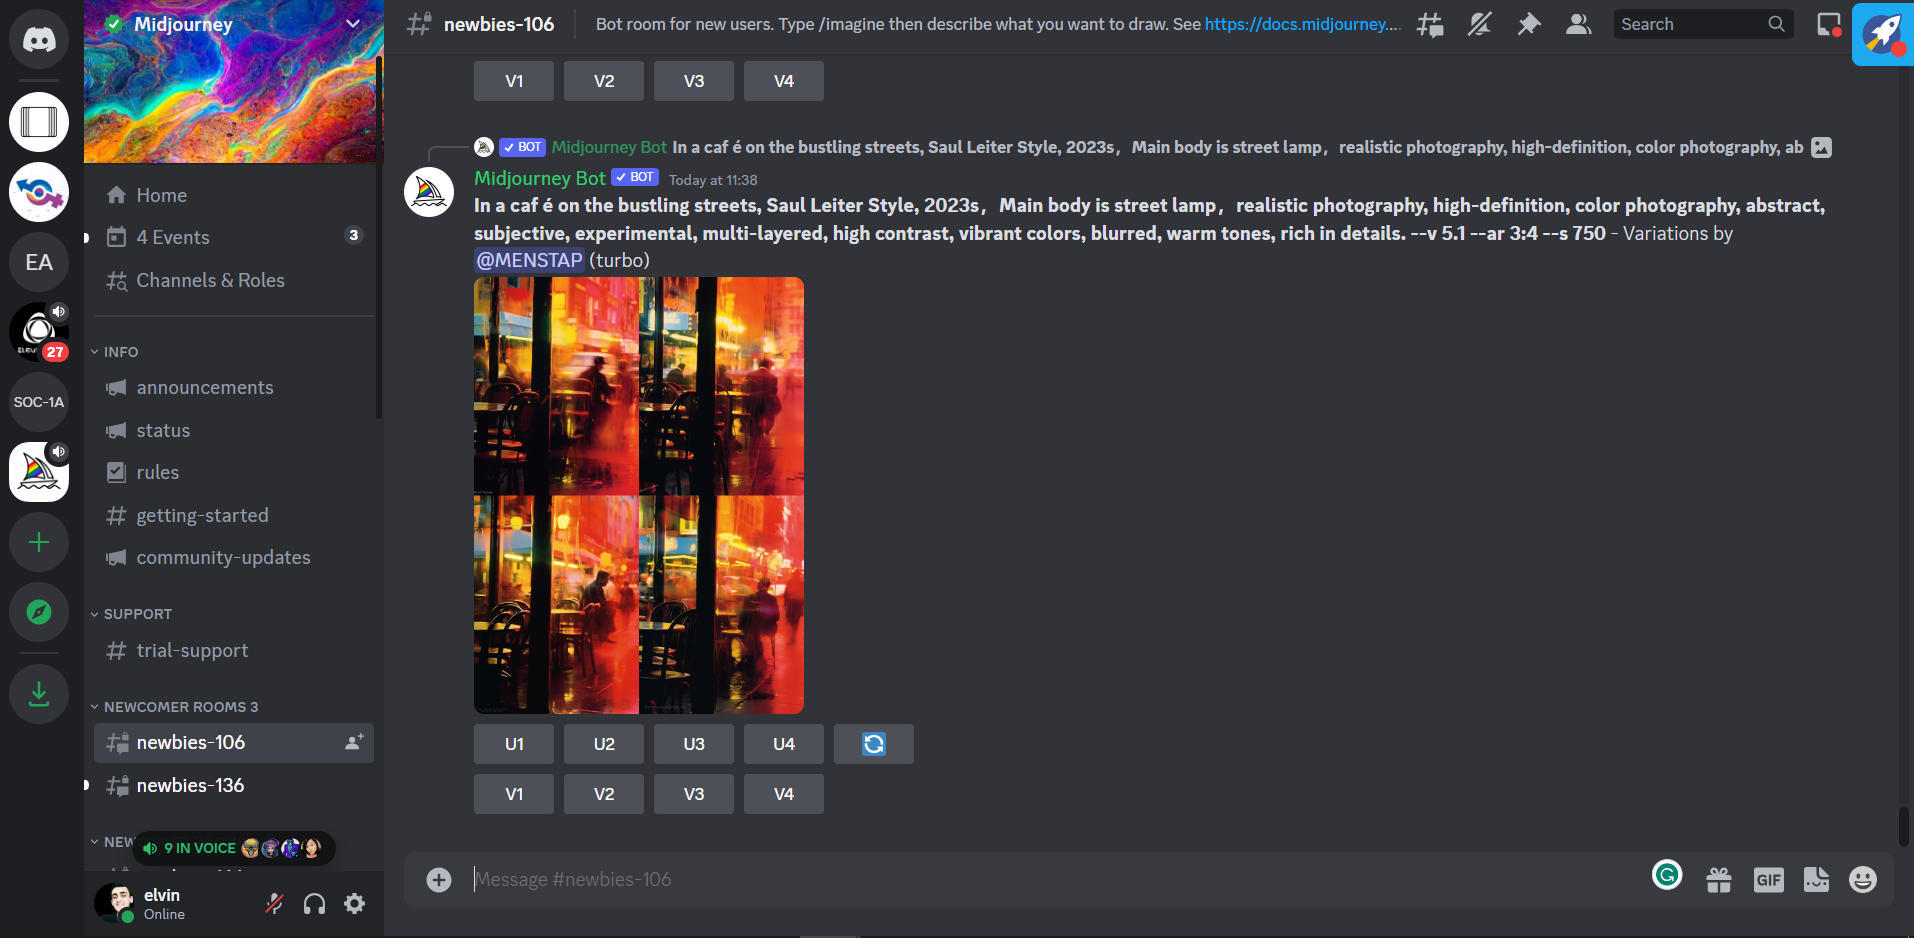 Midjourney
newbies-106
Bot room for new users. Type /imagine then describe what you want to draw. See https://docs.midjourney....
Search
V1 V2 V3 V4
BOT Midjourney Bot In a caf é on the bustling streets, Saul Leiter Style, 2023s，Main body is street lamp，realistic photography, high-definition, color photography, ab
Midjourney Bot BOT Today at 11:38
In a caf é on the bustling streets, Saul Leiter Style, 2023s，Main body is street lamp，realistic photography, high-definition, color photography, abstract,
subjective, experimental, multi-layered, high contrast, vibrant colors, blurred, warm tones, rich in details. --v 5.1 --ar 3:4 --s 750 - Variations by
@MENSTAP (turbo)
U1 U2 U3 U4
V1 V2 V3 V4
Message #newbies-106
GIF
EA
27
SOC-1A
Home
4 Events
3
Channels & Roles
INFO
announcements
status
rules
getting-started
community-updates
SUPPORT
trial-support
NEWCOMER ROOMS 3
newbies-106
newbies-136
9 IN VOICE
elvin
Online